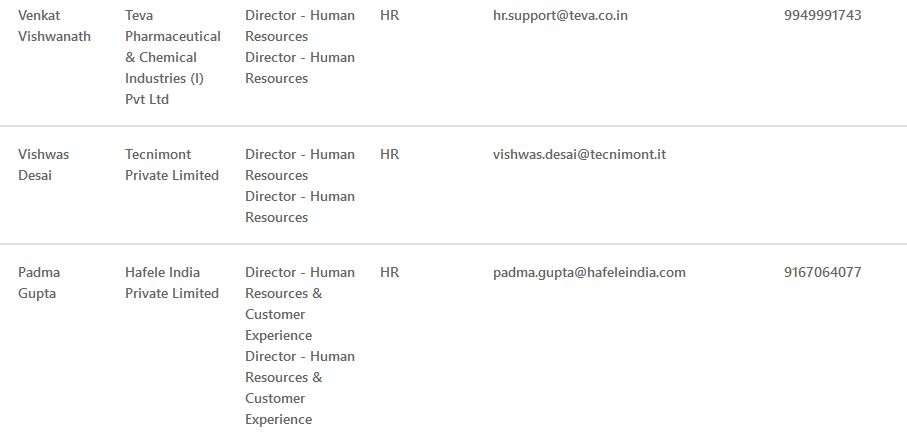 Venkat
Vishwanath
Teva
Pharmaceutical
& Chemical
Industries (I)
Pvt Ltd
Director - Human
Resources
Director - Human
Resources
HR
hr.support@teva.co.in
9949991743
Vishwas
Desai
Tecnimont
Private Limited
Director - Human
Resources
Director - Human
Resources
HR
vishwas.desai@tecnimont.it
Padma
Gupta
Hafele India
Private Limited
Director - Human
Resources &
Customer
Experience
Director - Human
Resources &
Customer
Experience
HR
padma.gupta@hafeleindia.com
9167064077